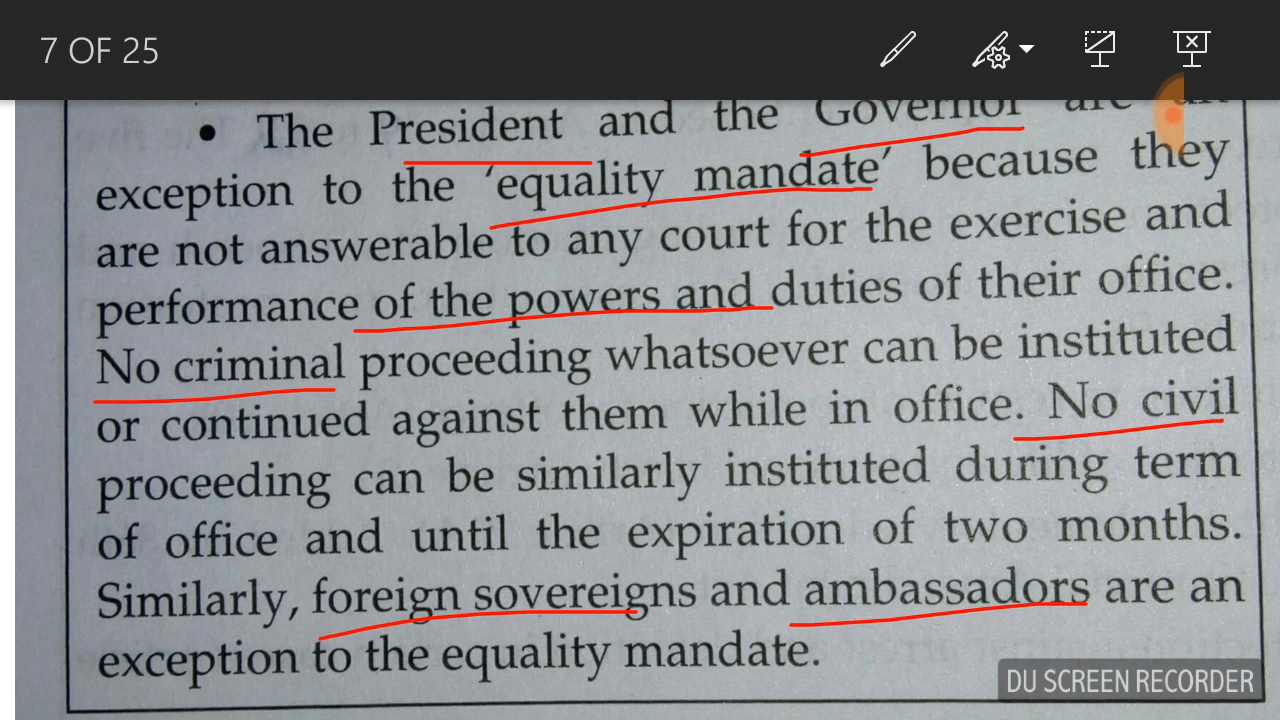 7 OF 25
• The President and the Governor are an
exception to the ‘equality mandate’ because they
are not answerable to any court for the exercise and
performance of the powers and duties of their office.
No criminal proceeding whatsoever can be instituted
or continued against them while in office. No civil
proceeding can be similarly instituted during term
of office and until the expiration of two months.
Similarly, foreign sovereigns and ambassadors are an
exception to the equality mandate.
DU SCREEN RECORDER